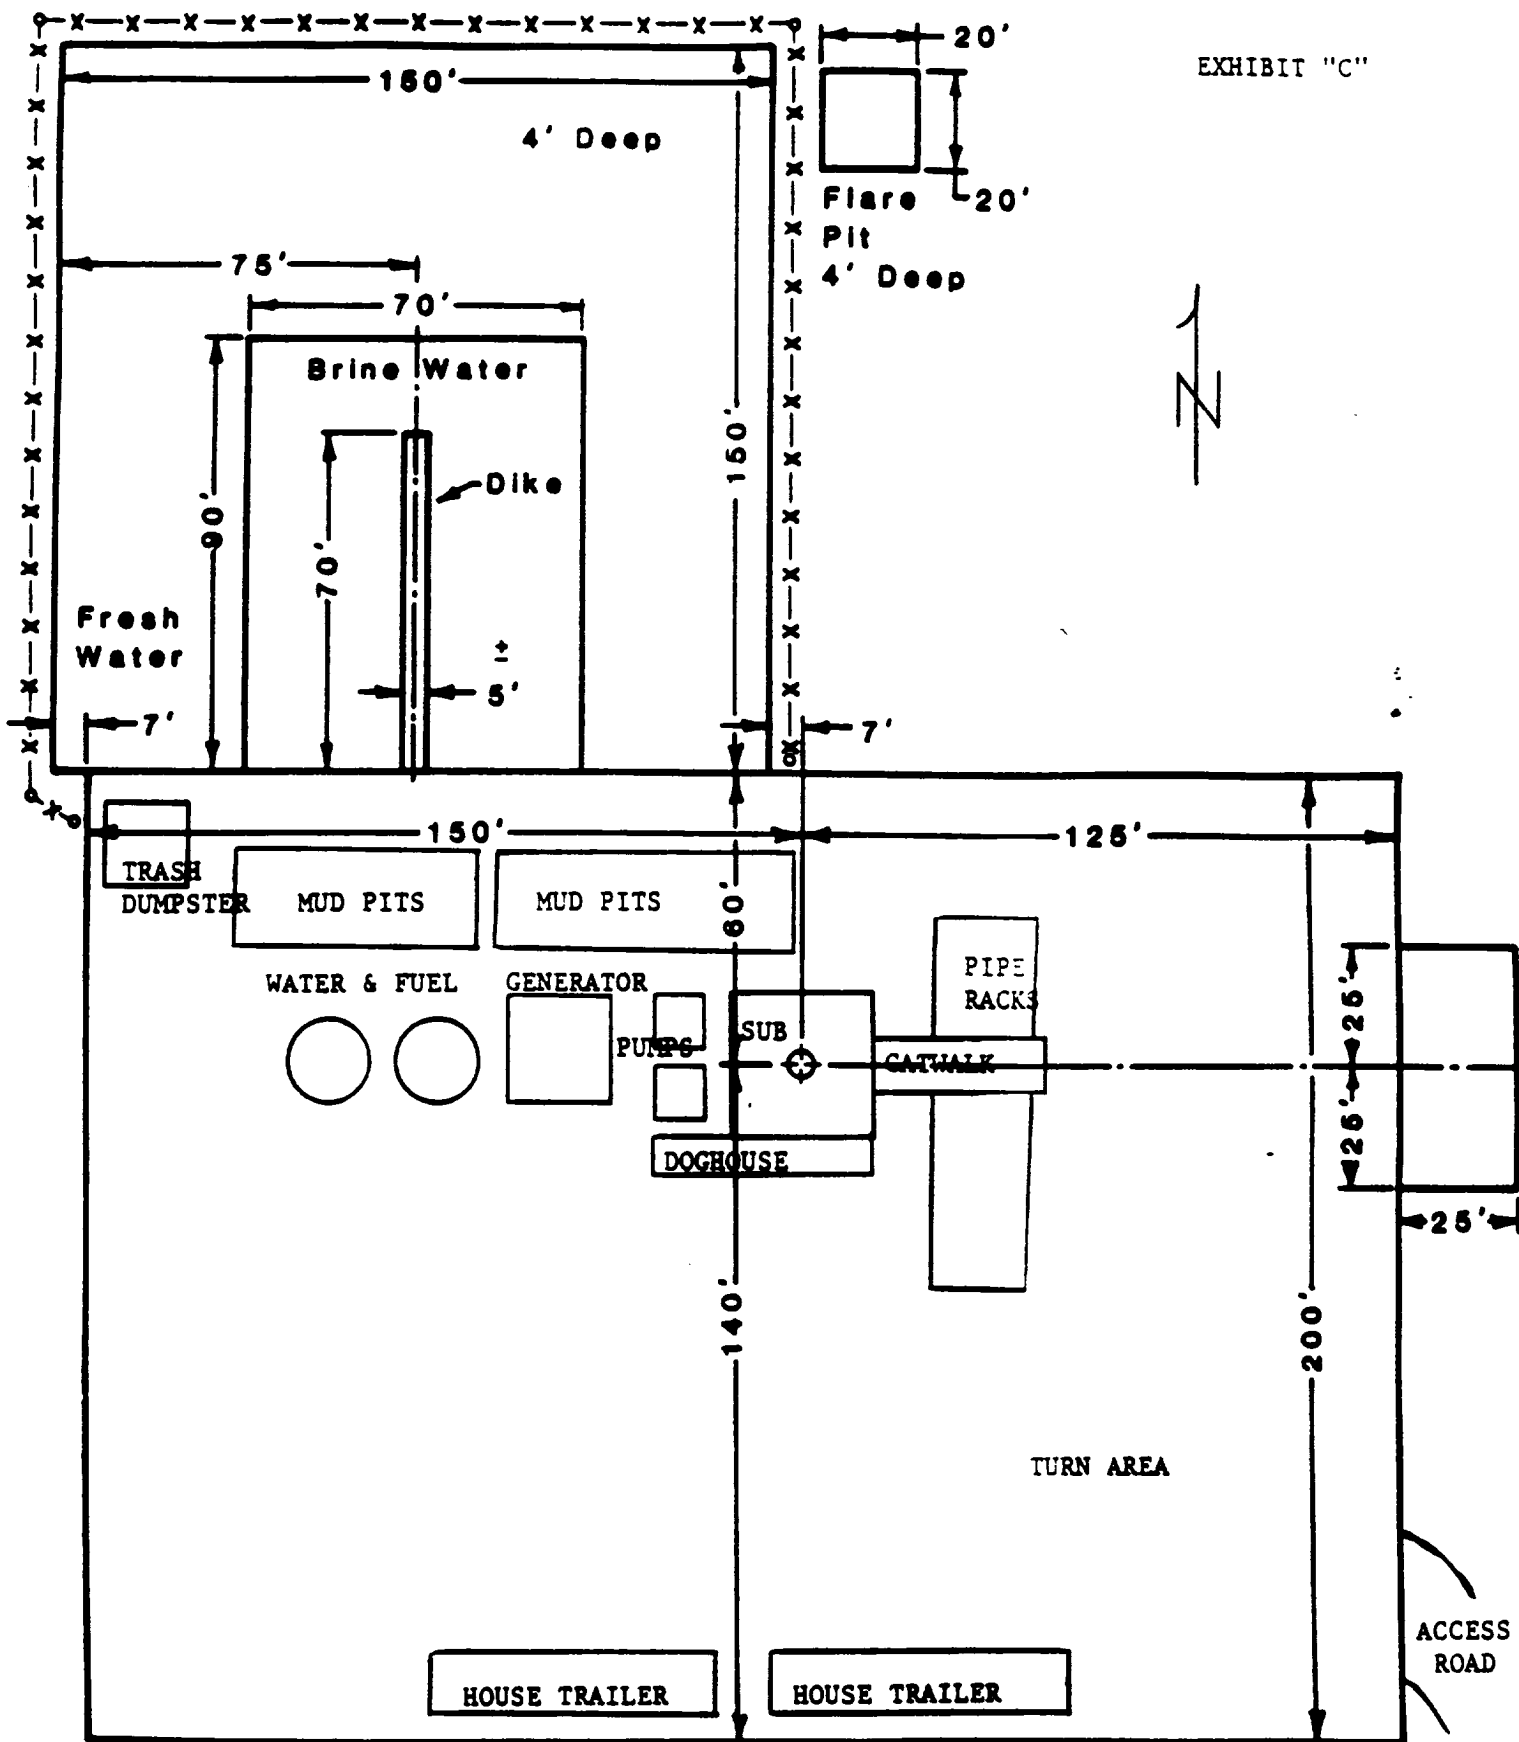 20'
EXHIBIT "C"
150'
4' Deep
20'
Flare
Pit
4' Deep
75'
70'
Brine Water
N
150'
Dike
90'
70'
Fresh
Water
±
5'
7'
7'
150'
125'
TRASH
DUMPSTER
MUD PITS
MUD PITS
60'
PIPE
RACKS
WATER & FUEL
GENERATOR
25'
SUB
PUMPS
CATWALK
25'
DOGHOUSE
25'
140'
200'
TURN AREA
ACCESS
ROAD
HOUSE TRAILER
HOUSE TRAILER